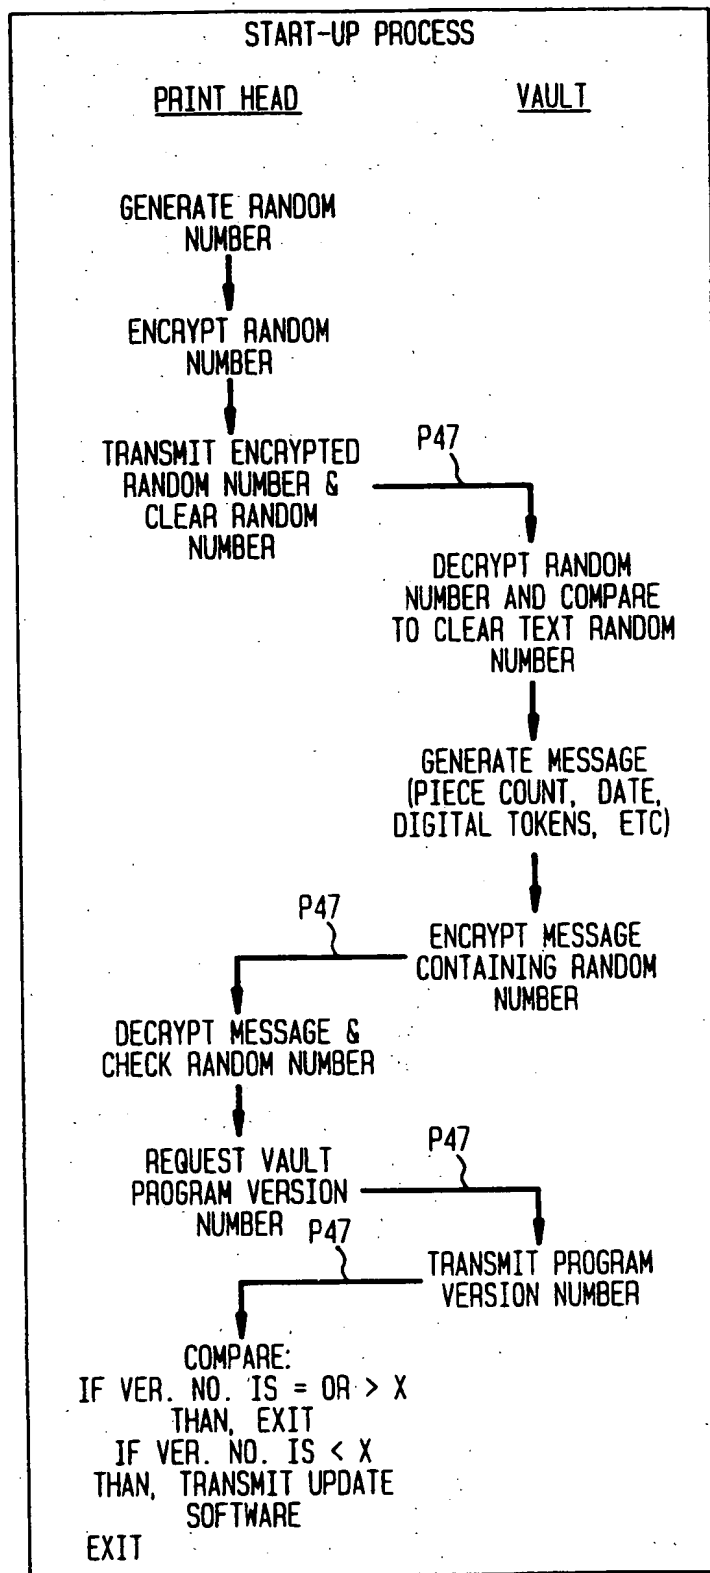 START-UP PROCESS
PRINT HEAD
VAULT
GENERATE RANDOM
NUMBER
ENCRYPT RANDOM
NUMBER
TRANSMIT ENCRYPTED
RANDOM NUMBER &
CLEAR RANDOM
NUMBER
P47
DECRYPT RANDOM
NUMBER AND COMPARE
TO CLEAR TEXT RANDOM
NUMBER
GENERATE MESSAGE
(PIECE COUNT, DATE,
DIGITAL TOKENS, ETC)
P47
ENCRYPT MESSAGE
CONTAINING RANDOM
NUMBER
DECRYPT MESSAGE &
CHECK RANDOM NUMBER
REQUEST VAULT
PROGRAM VERSION
NUMBER
P47
P47
TRANSMIT PROGRAM
VERSION NUMBER
COMPARE:
IF VER. NO. IS = OR > X
THAN, EXIT
IF VER. NO. IS < X
THAN, TRANSMIT UPDATE
SOFTWARE
EXIT